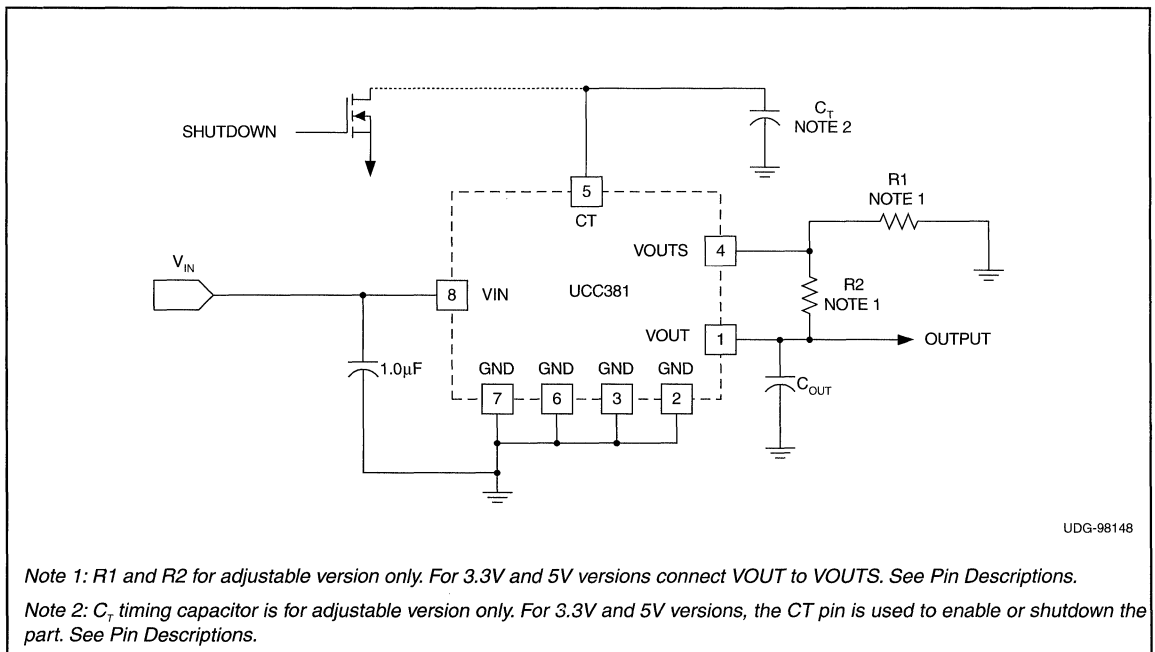 SHUTDOWN
C_T
NOTE 2
5
CT
R1
NOTE 1
VOUTS
4
V_IN
8
VIN
UCC381
R2
NOTE 1
VOUT
1
OUTPUT
1.0µF
GND
GND
GND
GND
7
6
3
2
C_OUT
UDG-98148
Note 1: R1 and R2 for adjustable version only. For 3.3V and 5V versions connect VOUT to VOUTS. See Pin Descriptions.
Note 2: C_T timing capacitor is for adjustable version only. For 3.3V and 5V versions, the CT pin is used to enable or shutdown the
part. See Pin Descriptions.